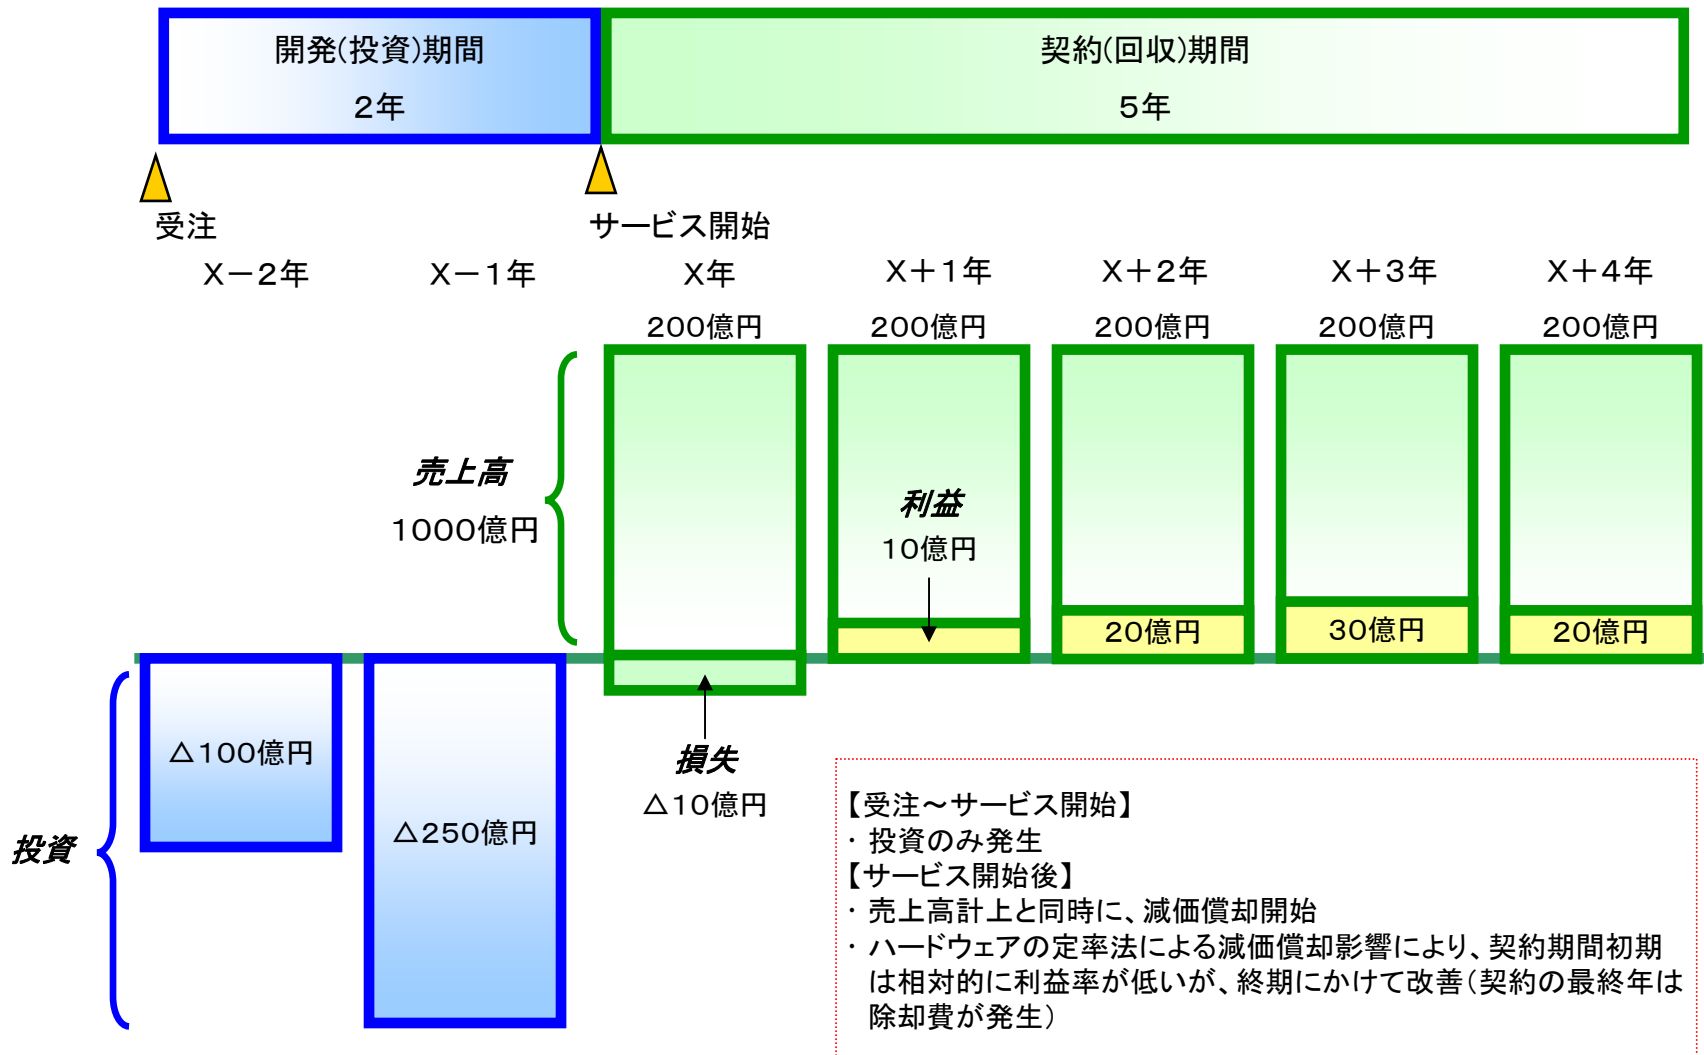 開発(投資)期間
2年
契約(回収)期間
5年
受注
サービス開始
X－2年
X－1年
X年
X＋1年
X＋2年
X＋3年
X＋4年
200億円
200億円
200億円
200億円
200億円
売上高
1000億円
利益
10億円
20億円
30億円
20億円
△100億円
△250億円
投資
損失
△10億円
【受注～サービス開始】
・投資のみ発生
【サービス開始後】
・売上高計上と同時に、減価償却開始
・ハードウェアの定率法による減価償却影響により、契約期間初期
は相対的に利益率が低いが、終期にかけて改善（契約の最終年は
除却費が発生）